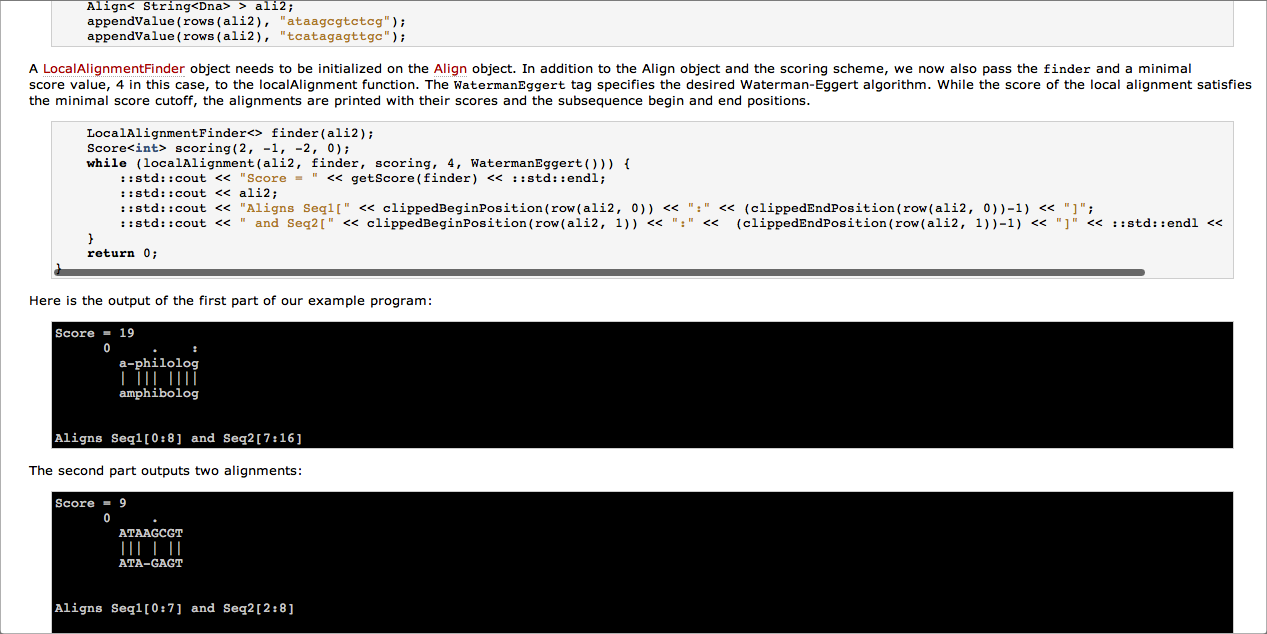 Align< String<Dna> > ali2;
appendValue(rows(ali2), "ataagcgtctcg");
appendValue(rows(ali2), "tcatagagttgc");
A LocalAlignmentFinder object needs to be initialized on the Align object. In addition to the Align object and the scoring scheme, we now also pass the finder and a minimal
score value, 4 in this case, to the localAlignment function. The WatermanEggert tag specifies the desired Waterman-Eggert algorithm. While the score of the local alignment satisfies
the minimal score cutoff, the alignments are printed with their scores and the subsequence begin and end positions.
LocalAlignmentFinder<> finder(ali2);
Score<int> scoring(2, -1, -2, 0);
while (localAlignment(ali2, finder, scoring, 4, WatermanEggert())) {
::std::cout << "Score = " << getScore(finder) << ::std::endl;
::std::cout << ali2;
::std::cout << "Aligns Seq1[" << clippedBeginPosition(row(ali2, 0)) << ":" << (clippedEndPosition(row(ali2, 0))-1) << "]";
::std::cout << " and Seq2[" << clippedBeginPosition(row(ali2, 1)) << ":" <<  (clippedEndPosition(row(ali2, 1))-1) << "]" << ::std::endl <<
}
return 0;
}
Here is the output of the first part of our example program:
Score = 19
0     .    :
a-philolog
| ||| ||||
amphibolog
Aligns Seq1[0:8] and Seq2[7:16]
The second part outputs two alignments:
Score = 9
0     .
ATAAGCGT
||| | ||
ATA-GAGT
Aligns Seq1[0:7] and Seq2[2:8]